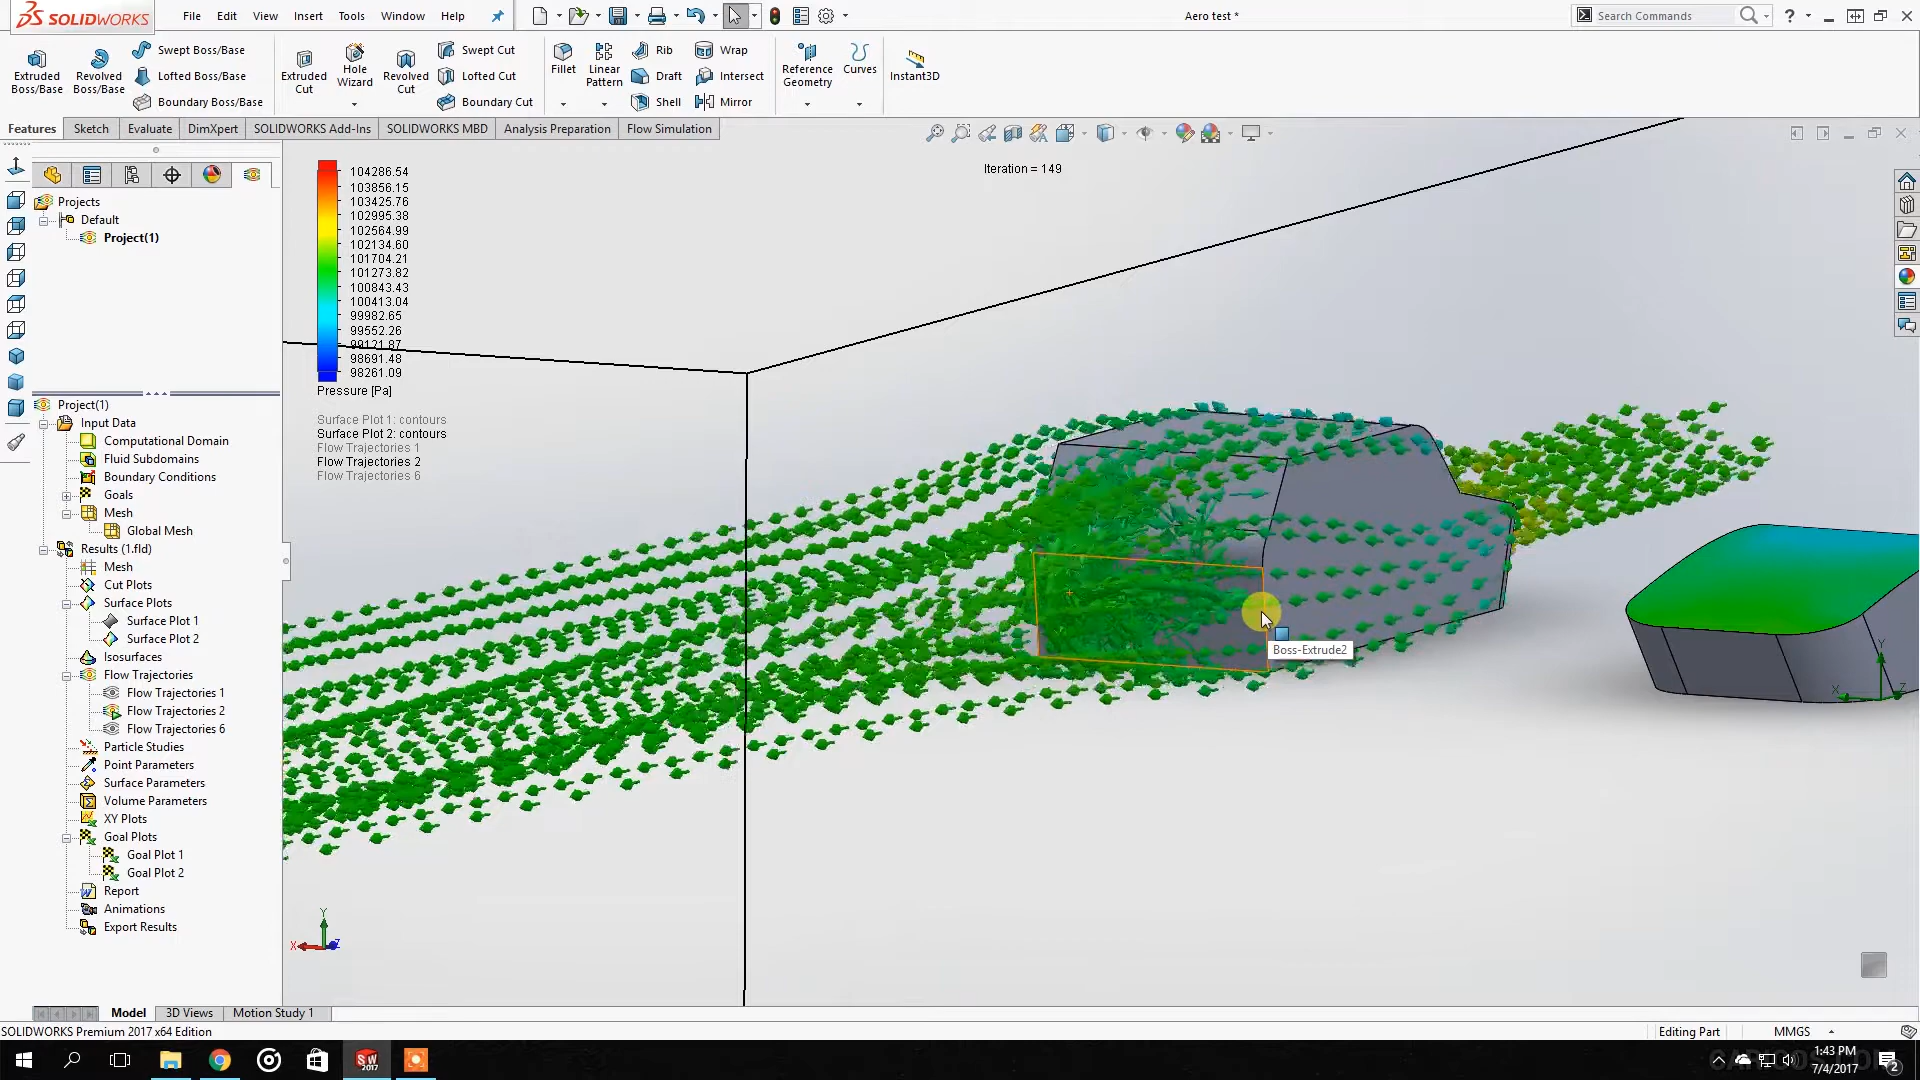 SOLIDWORKS
File Edit View Insert Tools Window Help
Aero test *
Search Commands
Extruded Boss/Base
Revolved Boss/Base
Swept Boss/Base
Lofted Boss/Base
Boundary Boss/Base
Extruded Cut
Hole Wizard
Revolved Cut
Swept Cut
Lofted Cut
Boundary Cut
Fillet
Linear Pattern
Rib
Draft
Shell
Wrap
Intersect
Mirror
Reference Geometry
Curves
Instant3D
Features Sketch Evaluate DimXpert SOLIDWORKS Add-Ins SOLIDWORKS MBD Analysis Preparation Flow Simulation
Projects
Default
Project(1)
Project(1)
Input Data
Computational Domain
Fluid Subdomains
Boundary Conditions
Goals
Mesh
Global Mesh
Results (1.fld)
Mesh
Cut Plots
Surface Plots
Surface Plot 1
Surface Plot 2
Isosurfaces
Flow Trajectories
Flow Trajectories 1
Flow Trajectories 2
Flow Trajectories 6
Particle Studies
Point Parameters
Surface Parameters
Volume Parameters
XY Plots
Goal Plots
Goal Plot 1
Goal Plot 2
Report
Animations
Export Results
104286.54
103856.15
103425.76
102995.38
102564.99
102134.60
101704.21
101273.82
100843.43
100413.04
99982.65
99552.26
99121.87
98691.48
98261.09
Pressure [Pa]
Surface Plot 1: contours
Surface Plot 2: contours
Flow Trajectories 1
Flow Trajectories 2
Flow Trajectories 6
Iteration = 149
Boss-Extrude2
Y
X
Z
Y
X
Z
Model 3D Views Motion Study 1
SOLIDWORKS Premium 2017 x64 Edition
Editing Part
MMGS
SW
2017
1:43 PM
7/4/2017
2